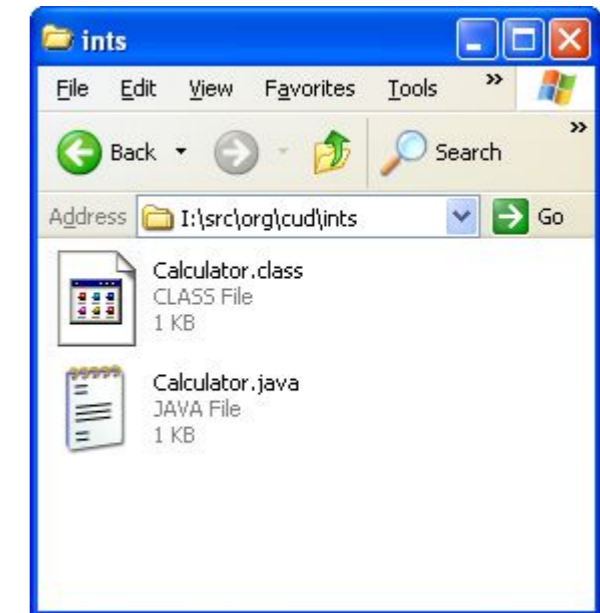 ints
File Edit View Favorites Tools »
Back Search »
Address I:\src\org\cud\ints Go
Calculator.class
CLASS File
1 KB
Calculator.java
JAVA File
1 KB